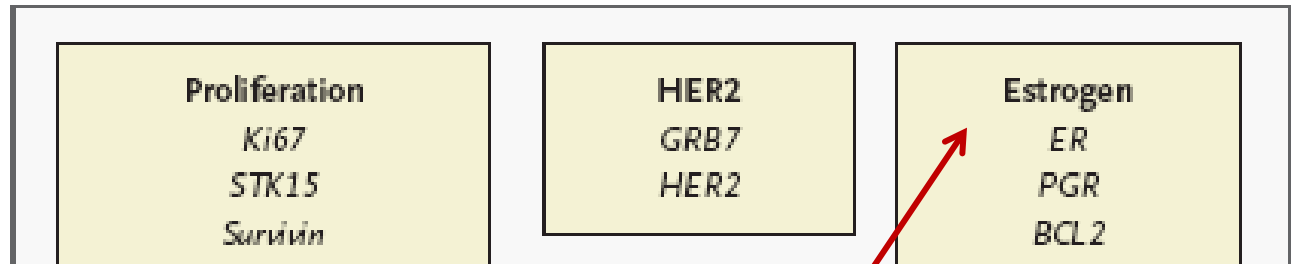 Proliferation
Ki67
STK15
Survivin
HER2
GRB7
HER2
Estrogen
ER
PGR
BCL2